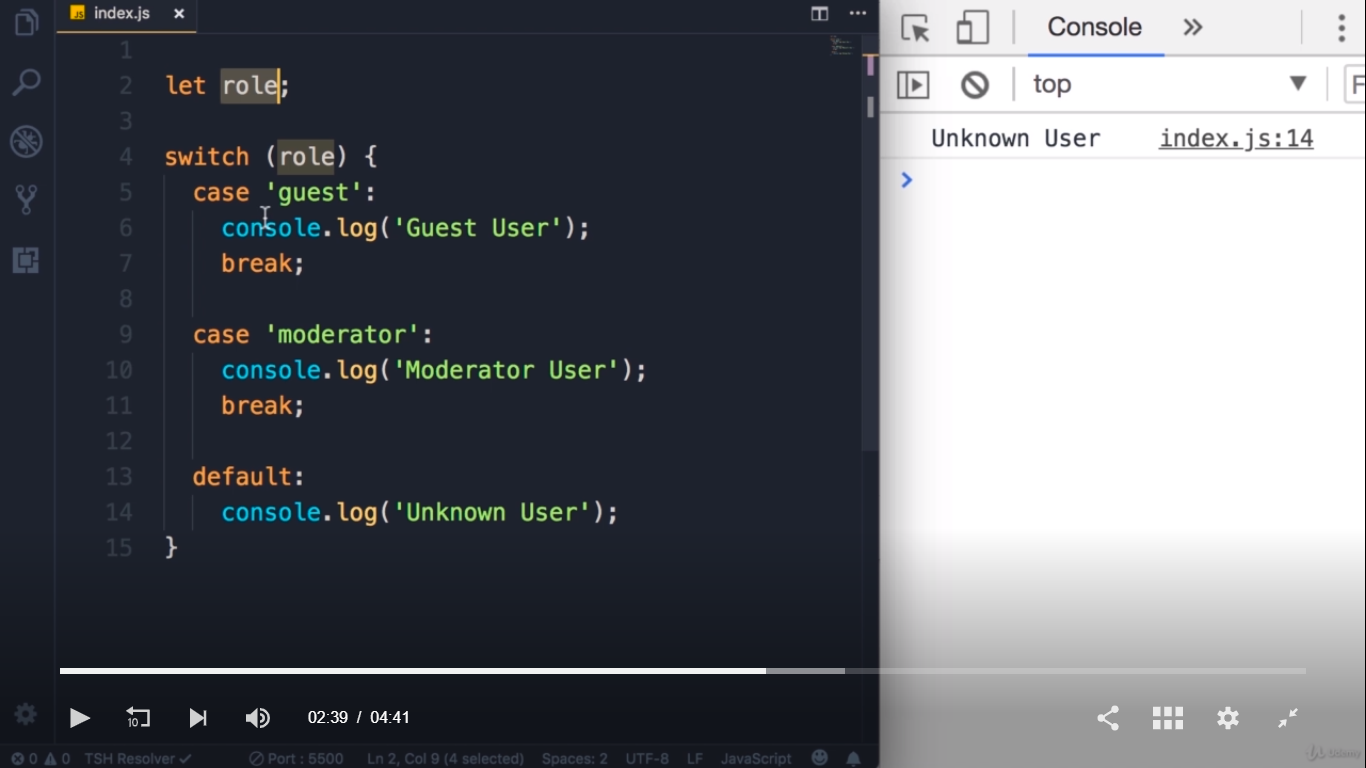 index.js
1
2 let role;
3
4 switch (role) {
5 case 'guest':
6 console.log('Guest User');
7 break;
8
9 case 'moderator':
10 console.log('Moderator User');
11 break;
12
13 default:
14 console.log('Unknown User');
15 }
Console
top
F
Unknown User index.js:14
10
02:39 / 04:41
0 0 TSH Resolver Port : 5500 Ln 2, Col 9 (4 selected) Spaces: 2 UTF-8 LF JavaScript
Udemy